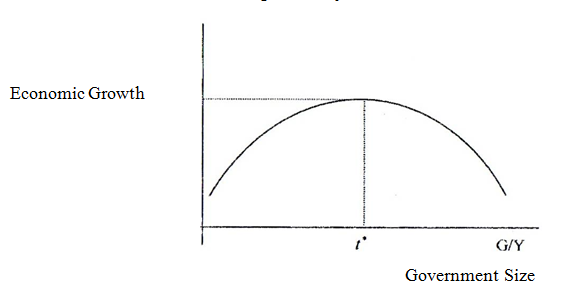 Economic Growth
t*
G/Y
Government Size